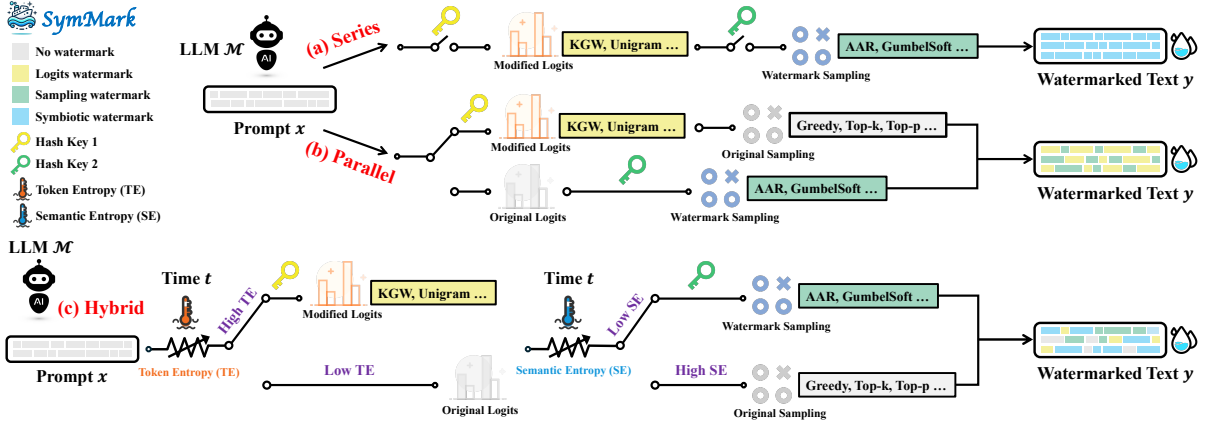 SymMark
No watermark
Logits watermark
Sampling watermark
Symbiotic watermark
Hash Key 1
Hash Key 2
Token Entropy (TE)
Semantic Entropy (SE)
LLM ℳ
AI
Prompt x
(a) Series
Modified Logits
KGW, Unigram ...
Watermark Sampling
AAR, GumbelSoft ...
Watermarked Text y
(b) Parallel
Modified Logits
KGW, Unigram ...
Original Sampling
Greedy, Top-k, Top-p ...
Original Logits
Watermark Sampling
AAR, GumbelSoft ...
Watermarked Text y
LLM ℳ
AI
(c) Hybrid
Prompt x
Time t
Token Entropy (TE)
High TE
Modified Logits
KGW, Unigram ...
Low TE
Original Logits
Time t
Semantic Entropy (SE)
Low SE
Watermark Sampling
AAR, GumbelSoft ...
High SE
Original Sampling
Greedy, Top-k, Top-p ...
Watermarked Text y